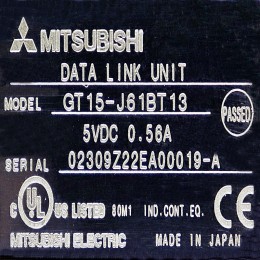 MITSUBISHI
DATA LINK UNIT
MODEL GT15-J61BT13
PASSED
5VDC 0.56A
SERIAL 02309Z22EA00019-A
C UL US LISTED 80M1 IND.CONT.EQ. CE
MITSUBISHI ELECTRIC MADE IN JAPAN